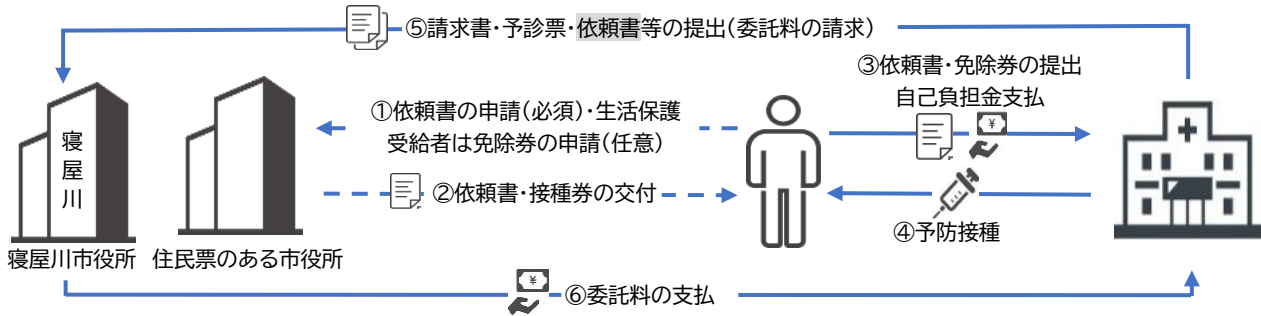 ⑤請求書・予診票・依頼書等の提出(委託料の請求)
③依頼書・免除券の提出
自己負担金支払
①依頼書の申請(必須)・生活保護
受給者は免除券の申請(任意)
寝屋川
②依頼書・接種券の交付
④予防接種
寝屋川市役所
住民票のある市役所
⑥委託料の支払